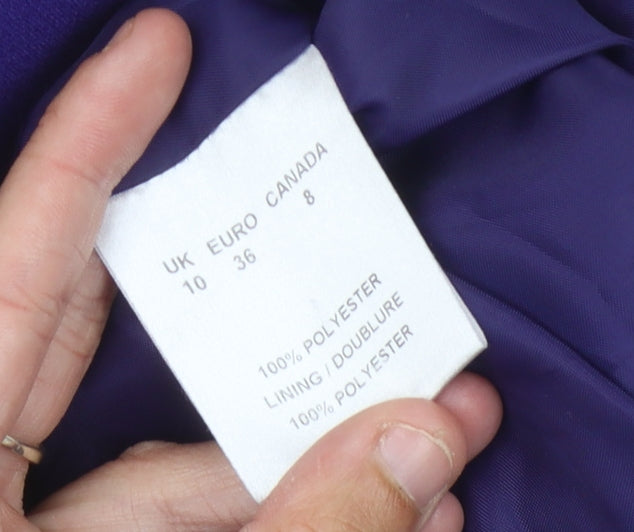 UK EURO CANADA
10 36 8
100% POLYESTER
LINING / DOUBLURE
100% POLYESTER